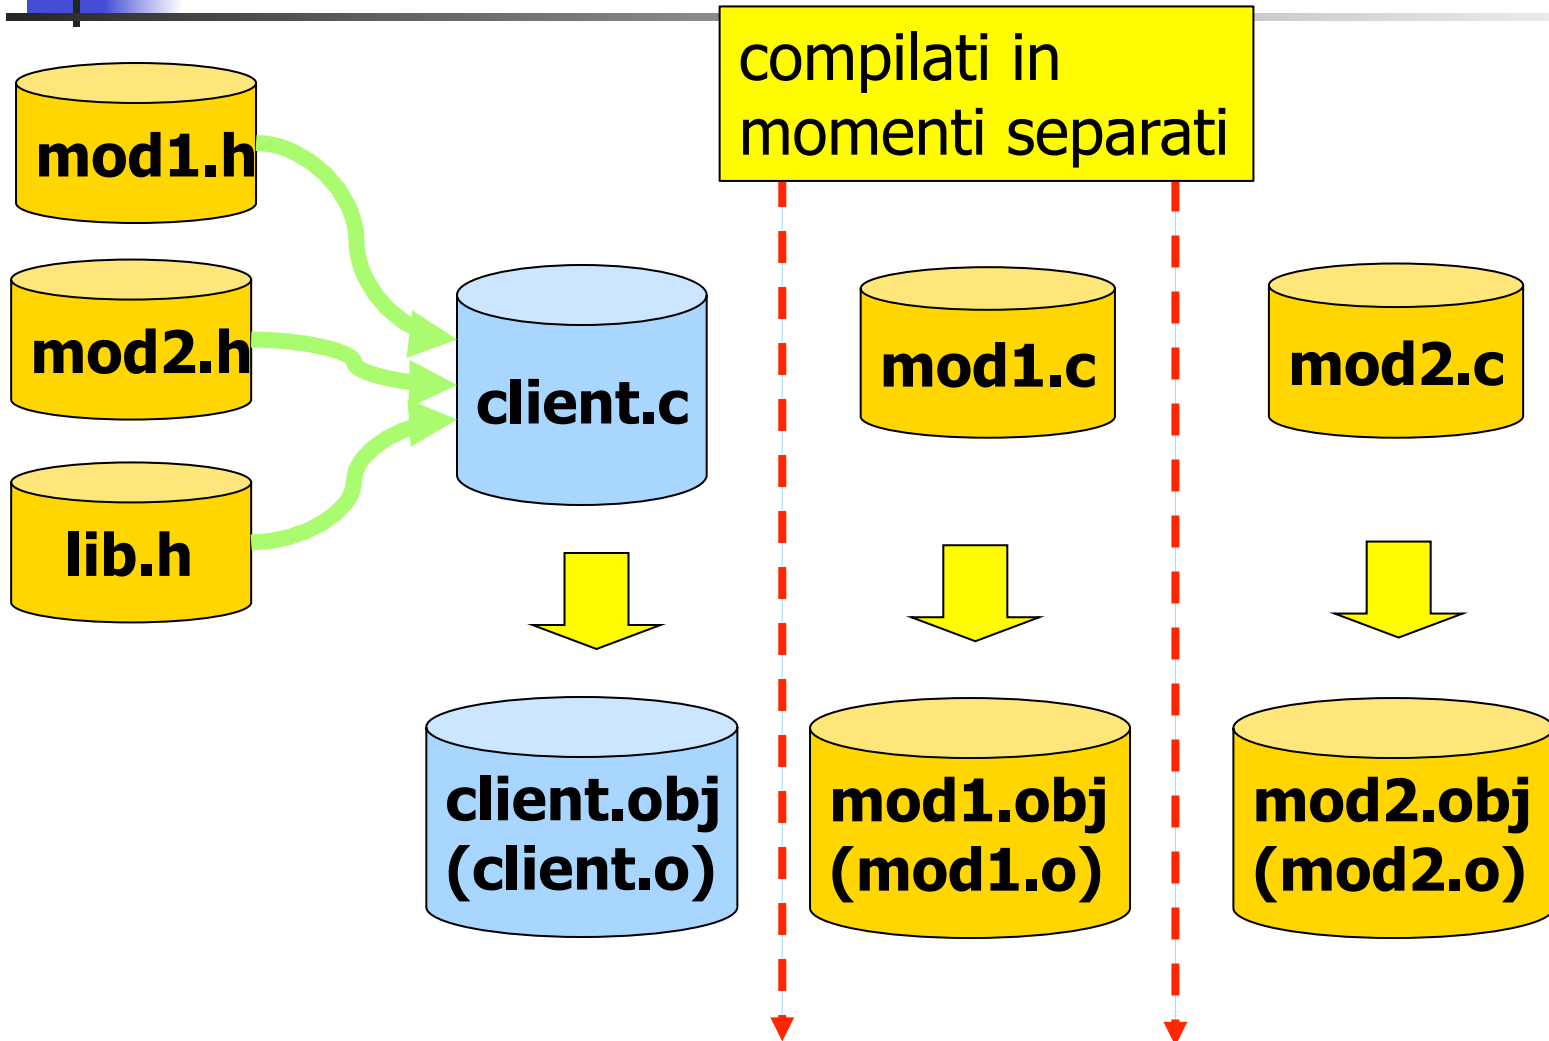 compilati in
momenti separati
mod1.h
mod2.h
lib.h
client.c
mod1.c
mod2.c
client.obj
(client.o)
mod1.obj
(mod1.o)
mod2.obj
(mod2.o)